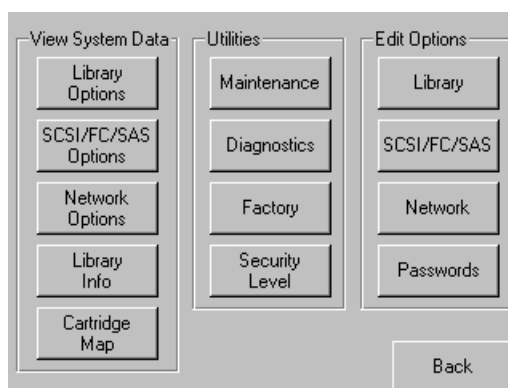 View System Data
Library
Options
SCSI/FC/SAS
Options
Network
Options
Library
Info
Cartridge
Map
Utilities
Maintenance
Diagnostics
Factory
Security
Level
Edit Options
Library
SCSI/FC/SAS
Network
Passwords
Back